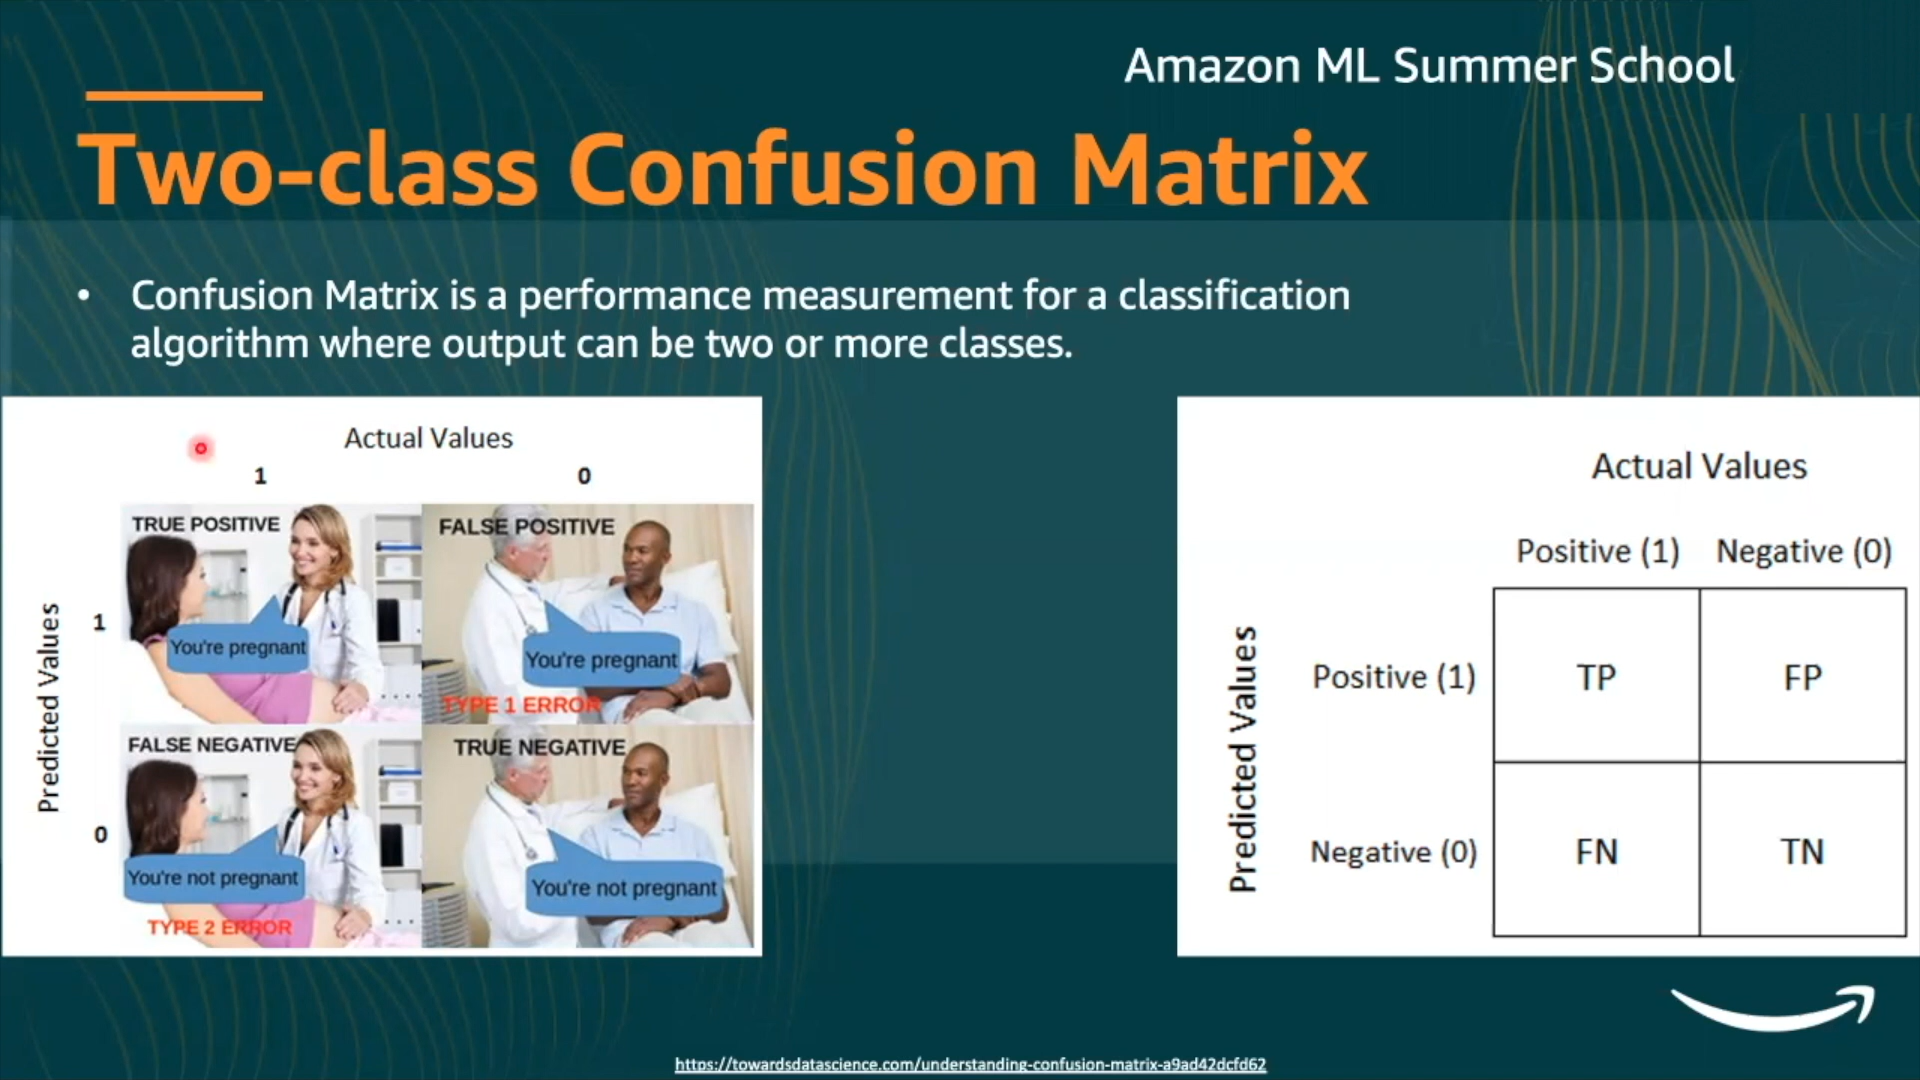 Amazon ML Summer School
Two-class Confusion Matrix
• Confusion Matrix is a performance measurement for a classification
algorithm where output can be two or more classes.
Actual Values
1 0
Predicted Values
1
0
TRUE POSITIVE
You're pregnant
FALSE POSITIVE
You're pregnant
TYPE 1 ERROR
FALSE NEGATIVE
You're not pregnant
TYPE 2 ERROR
TRUE NEGATIVE
You're not pregnant
Actual Values
Positive (1) Negative (0)
Predicted Values
Positive (1) TP FP
Negative (0) FN TN
https://towardsdatascience.com/understanding-confusion-matrix-a9ad42dcfd62